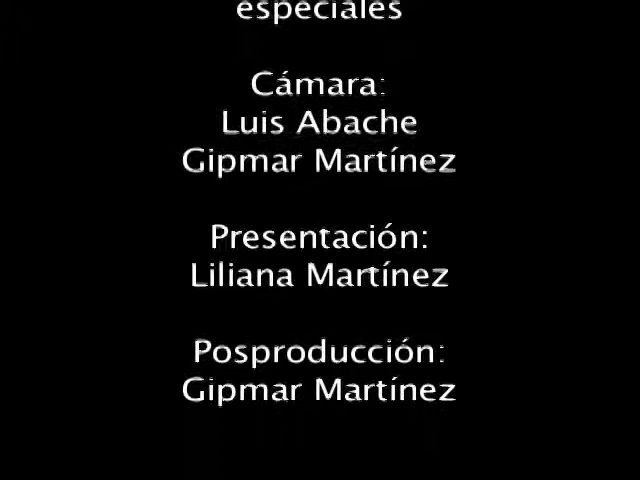 especiales
Cámara:
Luis Abache
Gipmar Martínez
Presentación:
Liliana Martínez
Posproducción:
Gipmar Martínez